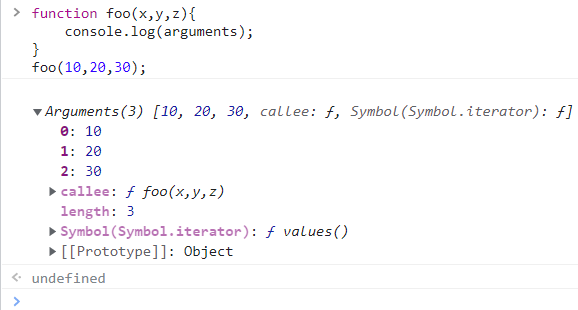 function foo(x,y,z){
console.log(arguments);
}
foo(10,20,30);
Arguments(3) [10, 20, 30, callee: ƒ, Symbol(Symbol.iterator): ƒ]
0: 10
1: 20
2: 30
callee: ƒ foo(x,y,z)
length: 3
Symbol(Symbol.iterator): ƒ values()
[[Prototype]]: Object
undefined